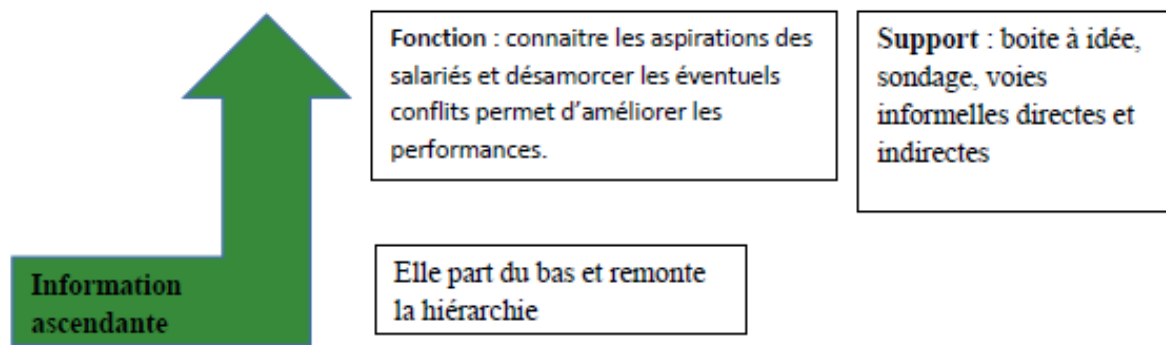 Fonction : connaitre les aspirations des
salariés et désamorcer les éventuels
conflits permet d'améliorer les
performances.
Support : boite à idée,
sondage, voies
informelles directes et
indirectes
Information
ascendante
Elle part du bas et remonte
la hiérarchie